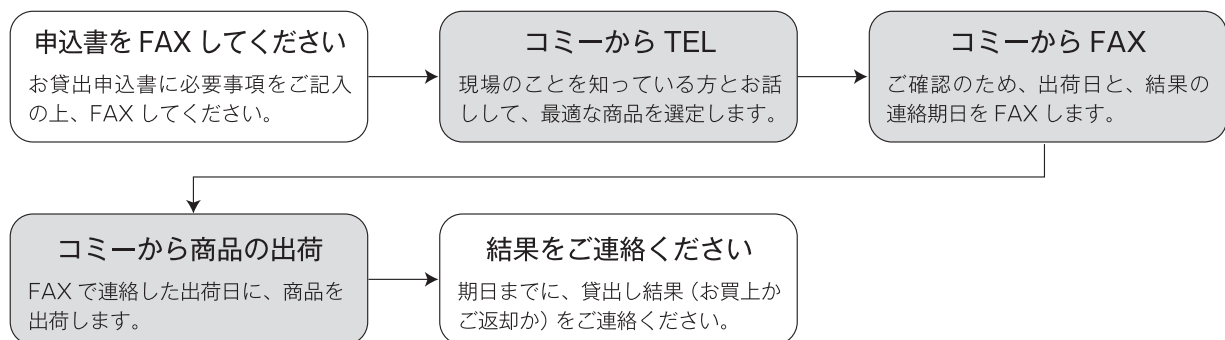 申込書を FAX してください
お貸出申込書に必要事項をご記入
の上、FAX してください。
コミーから TEL
現場のことを知っている方とお話
しして、最適な商品を選定します。
コミーから FAX
ご確認のため、出荷日と、結果の
連絡期日を FAX します。
コミーから商品の出荷
FAX で連絡した出荷日に、商品を
出荷します。
結果をご連絡ください
期日までに、貸出し結果（お買上か
ご返却か）をご連絡ください。